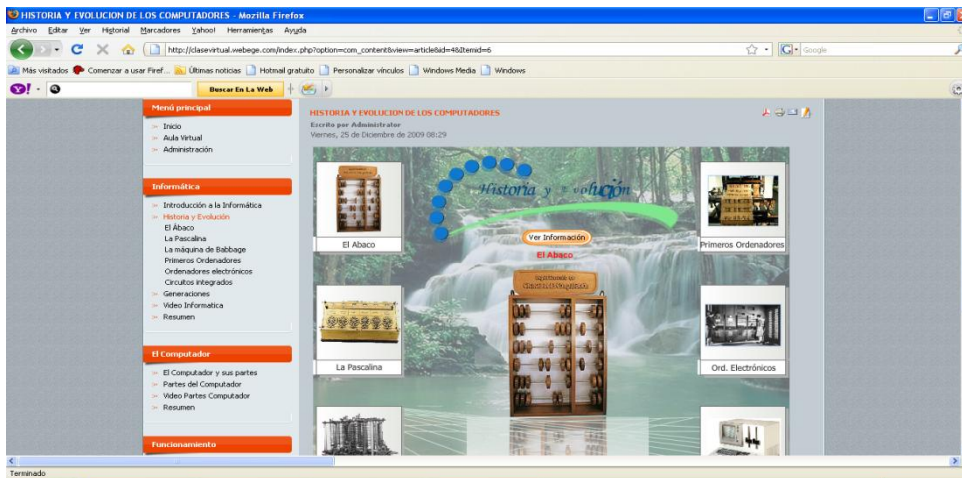 HISTORIA Y EVOLUCION DE LOS COMPUTADORES - Mozilla Firefox
Archivo Editar Ver Historial Marcadores Yahoo! Herramientas Ayuda
http://clasevirtual.webege.com/index.php?option=com_content&view=article&id=48&Itemid=6
Google
Más visitados Comenzar a usar Firef... Últimas noticias Hotmail gratuito Personalizar vínculos Windows Media Windows
Buscar En La Web
Menú principal
Inicio
Aula Virtual
Administración
Informática
Introducción a la Informática
Historia y Evolución
El Ábaco
La Pascalina
La máquina de Babbage
Primeros Ordenadores
Ordenadores electrónicos
Circuitos integrados
Generaciones
Video Informatica
Resumen
El Computador
El Computador y sus partes
Partes del Computador
Video Partes Computador
Resumen
Funcionamiento
HISTORIA Y EVOLUCION DE LOS COMPUTADORES
Escrito por Administrator
Viernes, 25 de Diciembre de 2009 08:29
Historia y Evolución
Ver Información
El Abaco
El Abaco
Primeros Ordenadores
La Pascalina
Ord. Electrónicos
Terminado